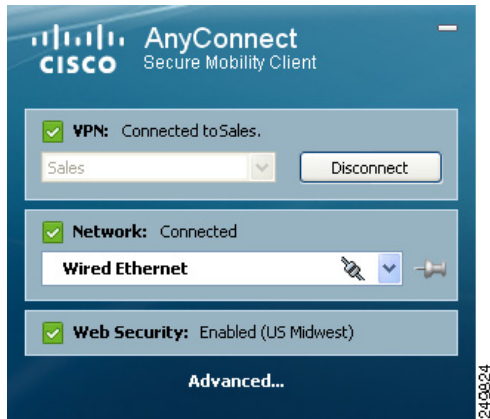 CISCO
AnyConnect
Secure Mobility Client
VPN: Connected to Sales.
Sales
Disconnect
Network: Connected
Wired Ethernet
Web Security: Enabled (US Midwest)
Advanced...
249824